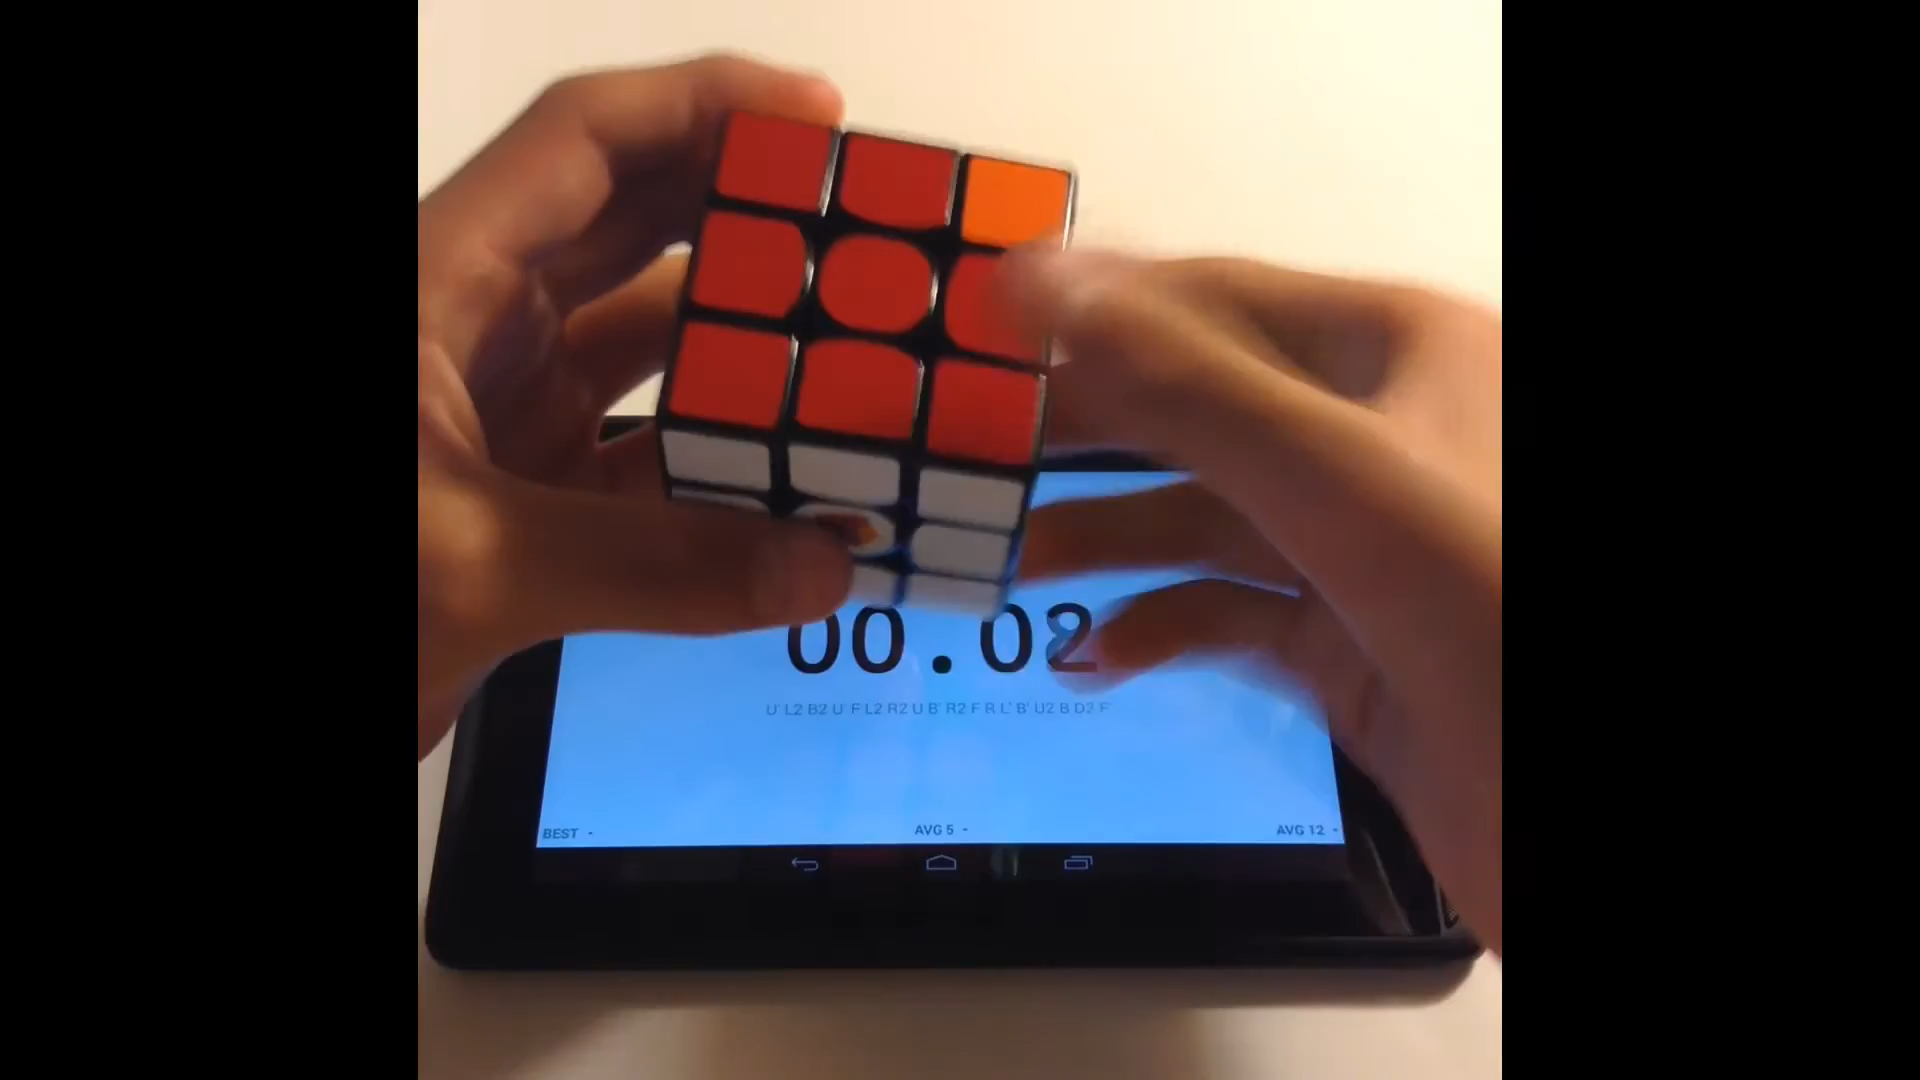 00.02
U' L2 B2 U' F L2 R2 U B' R2 F R L' B' U2 B D2 F'
BEST -
AVG 5 -
AVG 12 -